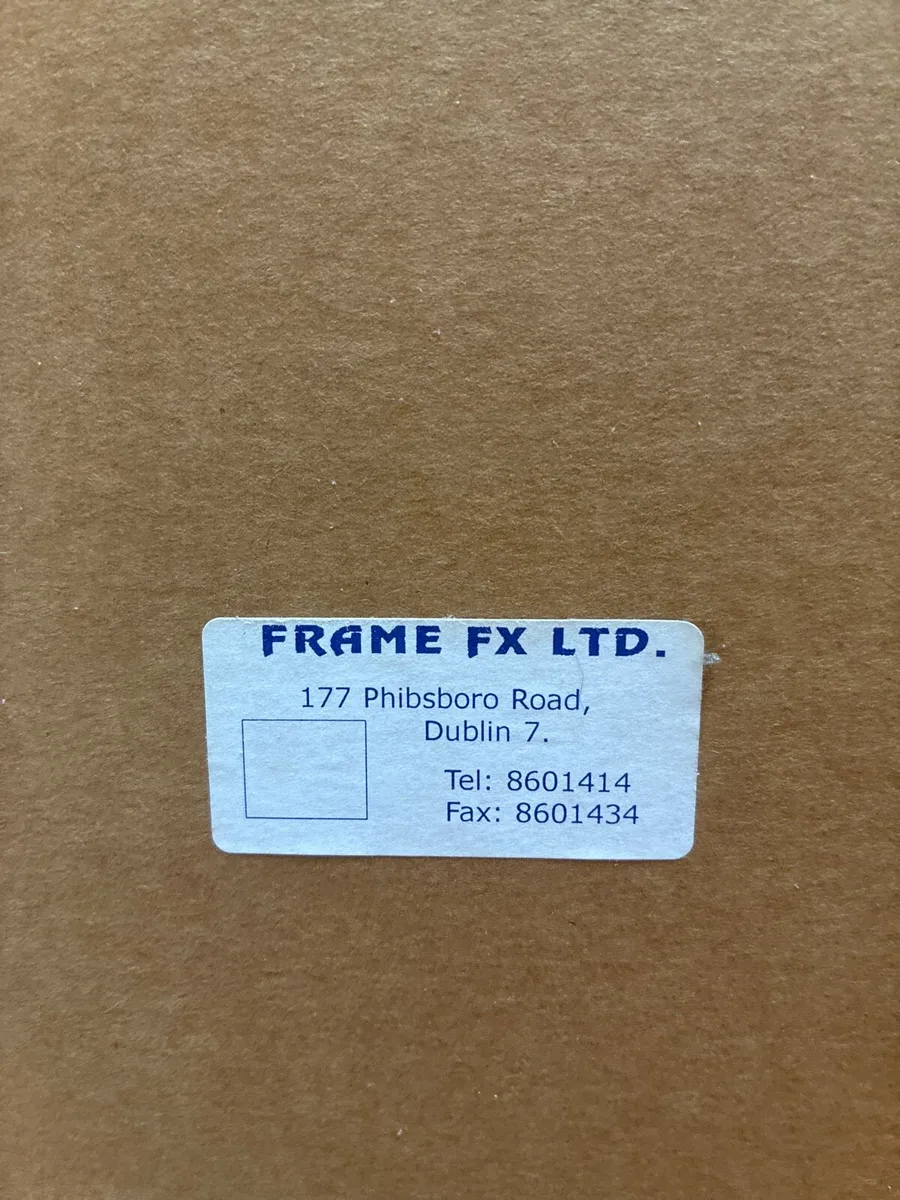 FRAME FX LTD.
177 Phibsboro Road,
Dublin 7.
Tel: 8601414
Fax: 8601434